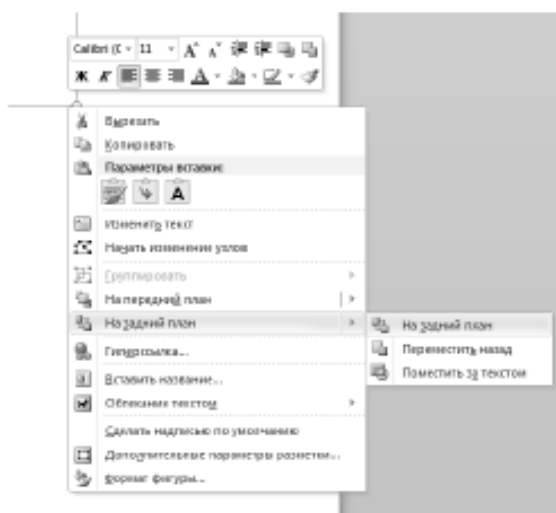 Calibri (С 11 A A
Ж К A
Вырезать
Копировать
Параметры вставки:
A
Изменить текст
Начать изменение узлов
Группировать
На передний план
На задний план
На задний план
Переместить назад
Гиперссылка...
Поместить за текстом
Вставить название...
Обтекание текстом
Сделать надписью по умолчанию
Дополнительные параметры разметки...
Формат фигуры...